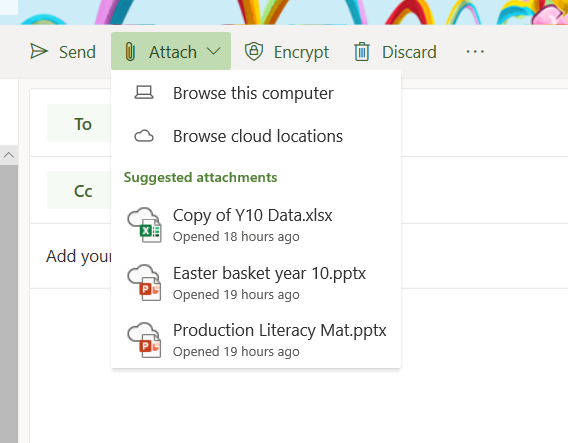 Send Attach Encrypt Discard ...
Browse this computer
To
Browse cloud locations
Suggested attachments
Cc
Copy of Y10 Data.xlsx
Opened 18 hours ago
Add your
Easter basket year 10.pptx
Opened 19 hours ago
Production Literacy Mat.pptx
Opened 19 hours ago